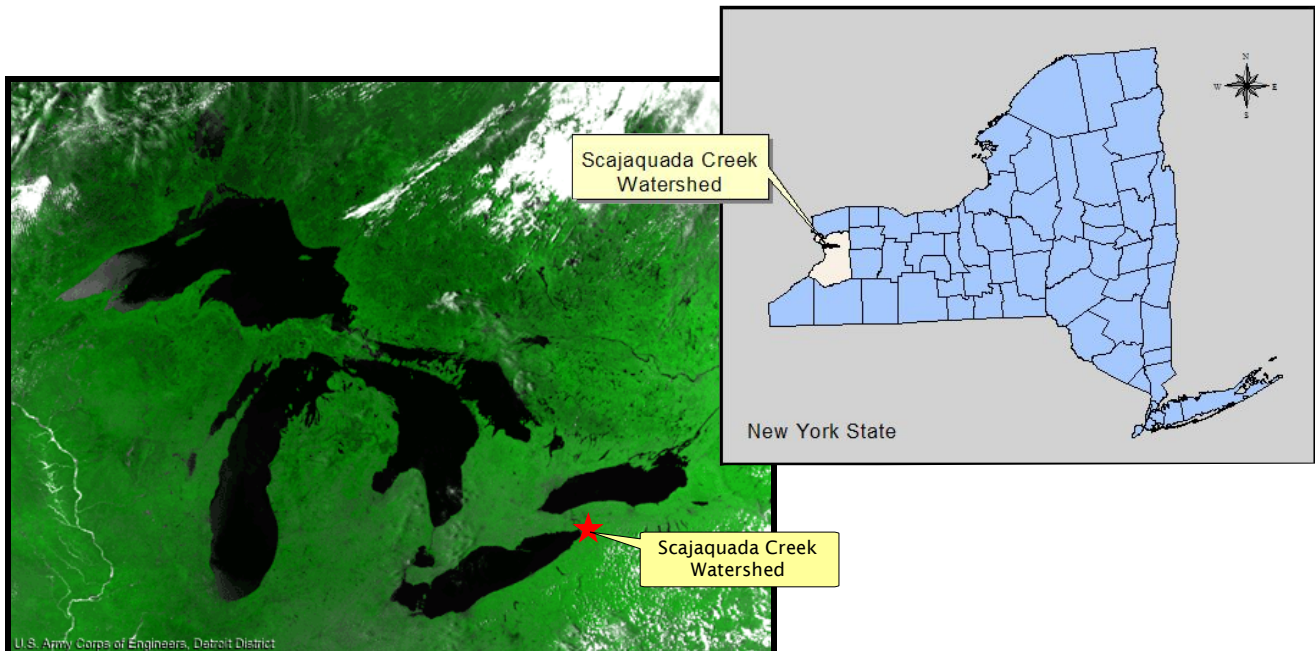 N
W E
S
Scajaquada Creek
Watershed
New York State
Scajaquada Creek
Watershed
U.S. Army Corps of Engineers, Detroit District